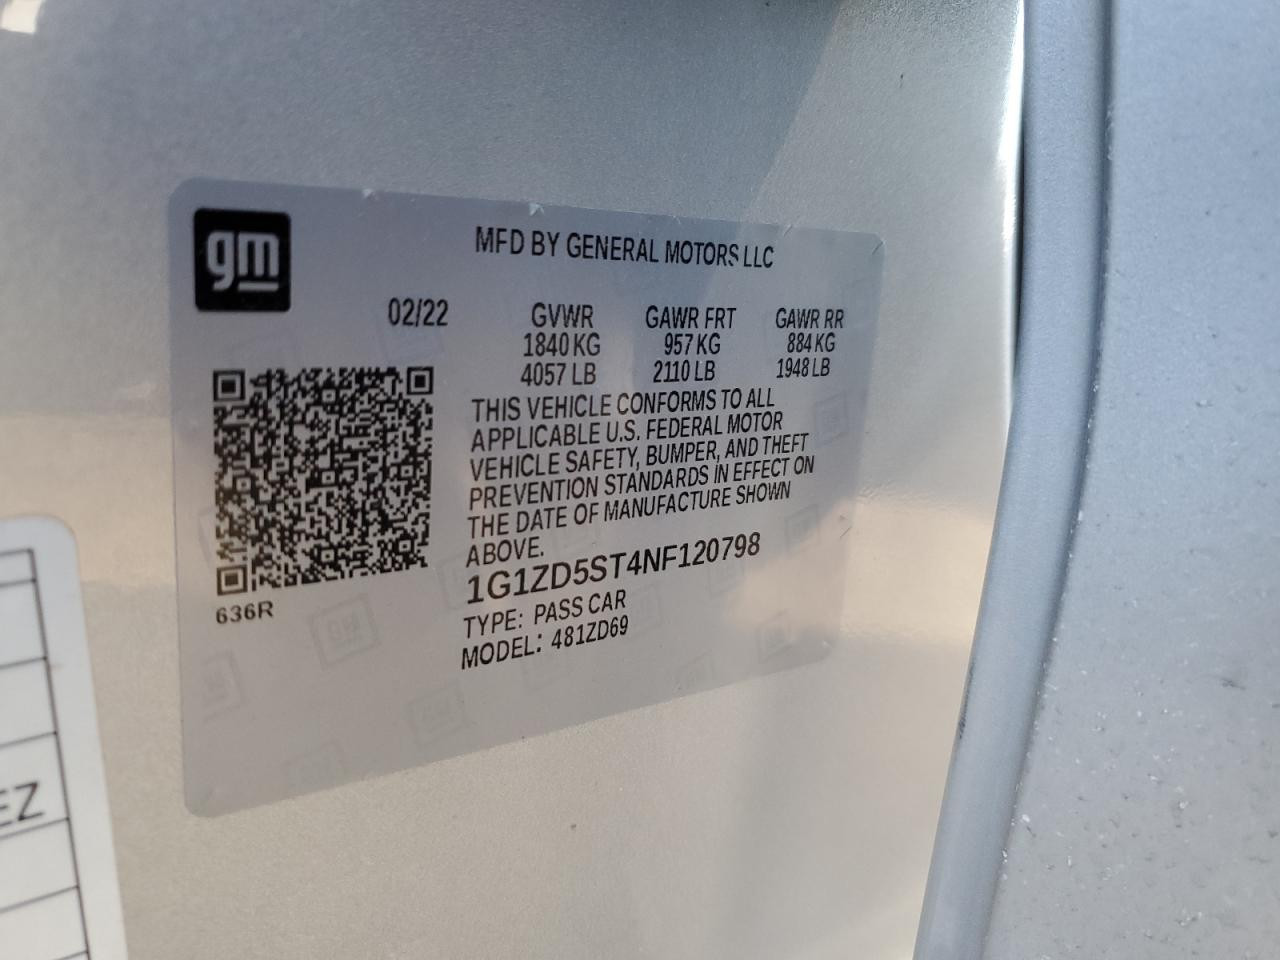 gm
MFD BY GENERAL MOTORS LLC
02/22 GVWR GAWR FRT GAWR RR
1840 KG 957 KG 884 KG
4057 LB 2110 LB 1948 LB
THIS VEHICLE CONFORMS TO ALL
APPLICABLE U.S. FEDERAL MOTOR
VEHICLE SAFETY, BUMPER, AND THEFT
PREVENTION STANDARDS IN EFFECT ON
THE DATE OF MANUFACTURE SHOWN
ABOVE.
1G1ZD5ST4NF120798
636R
TYPE: PASS CAR
MODEL: 481ZD69
EZ